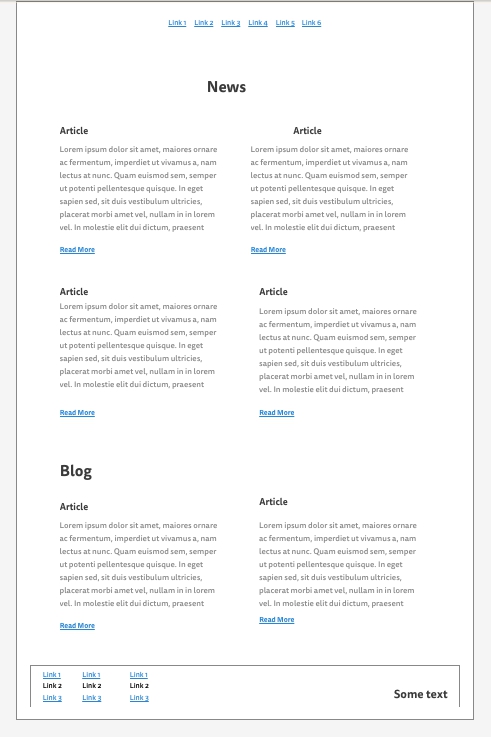 Link 1 Link 2 Link 3 Link 4 Link 5 Link 6
News
Article
Lorem ipsum dolor sit amet, maiores ornare
ac fermentum, imperdiet ut vivamus a, nam
lectus at nunc. Quam euismod sem, semper
ut potenti pellentesque quisque. In eget
sapien sed, sit duis vestibulum ultricies,
placerat morbi amet vel, nullam in in lorem
vel. In molestie elit dui dictum, praesent
Read More
Article
Lorem ipsum dolor sit amet, maiores ornare
ac fermentum, imperdiet ut vivamus a, nam
lectus at nunc. Quam euismod sem, semper
ut potenti pellentesque quisque. In eget
sapien sed, sit duis vestibulum ultricies,
placerat morbi amet vel, nullam in in lorem
vel. In molestie elit dui dictum, praesent
Read More
Article
Lorem ipsum dolor sit amet, maiores ornare
ac fermentum, imperdiet ut vivamus a, nam
lectus at nunc. Quam euismod sem, semper
ut potenti pellentesque quisque. In eget
sapien sed, sit duis vestibulum ultricies,
placerat morbi amet vel, nullam in in lorem
vel. In molestie elit dui dictum, praesent
Read More
Article
Lorem ipsum dolor sit amet, maiores ornare
ac fermentum, imperdiet ut vivamus a, nam
lectus at nunc. Quam euismod sem, semper
ut potenti pellentesque quisque. In eget
sapien sed, sit duis vestibulum ultricies,
placerat morbi amet vel, nullam in in lorem
vel. In molestie elit dui dictum, praesent
Read More
Blog
Article
Lorem ipsum dolor sit amet, maiores ornare
ac fermentum, imperdiet ut vivamus a, nam
lectus at nunc. Quam euismod sem, semper
ut potenti pellentesque quisque. In eget
sapien sed, sit duis vestibulum ultricies,
placerat morbi amet vel, nullam in in lorem
vel. In molestie elit dui dictum, praesent
Read More
Article
Lorem ipsum dolor sit amet, maiores ornare
ac fermentum, imperdiet ut vivamus a, nam
lectus at nunc. Quam euismod sem, semper
ut potenti pellentesque quisque. In eget
sapien sed, sit duis vestibulum ultricies,
placerat morbi amet vel, nullam in in lorem
vel. In molestie elit dui dictum, praesent
Read More
Link 1 Link 1 Link 1
Link 2 Link 2 Link 2
Link 3 Link 3 Link 3
Some text